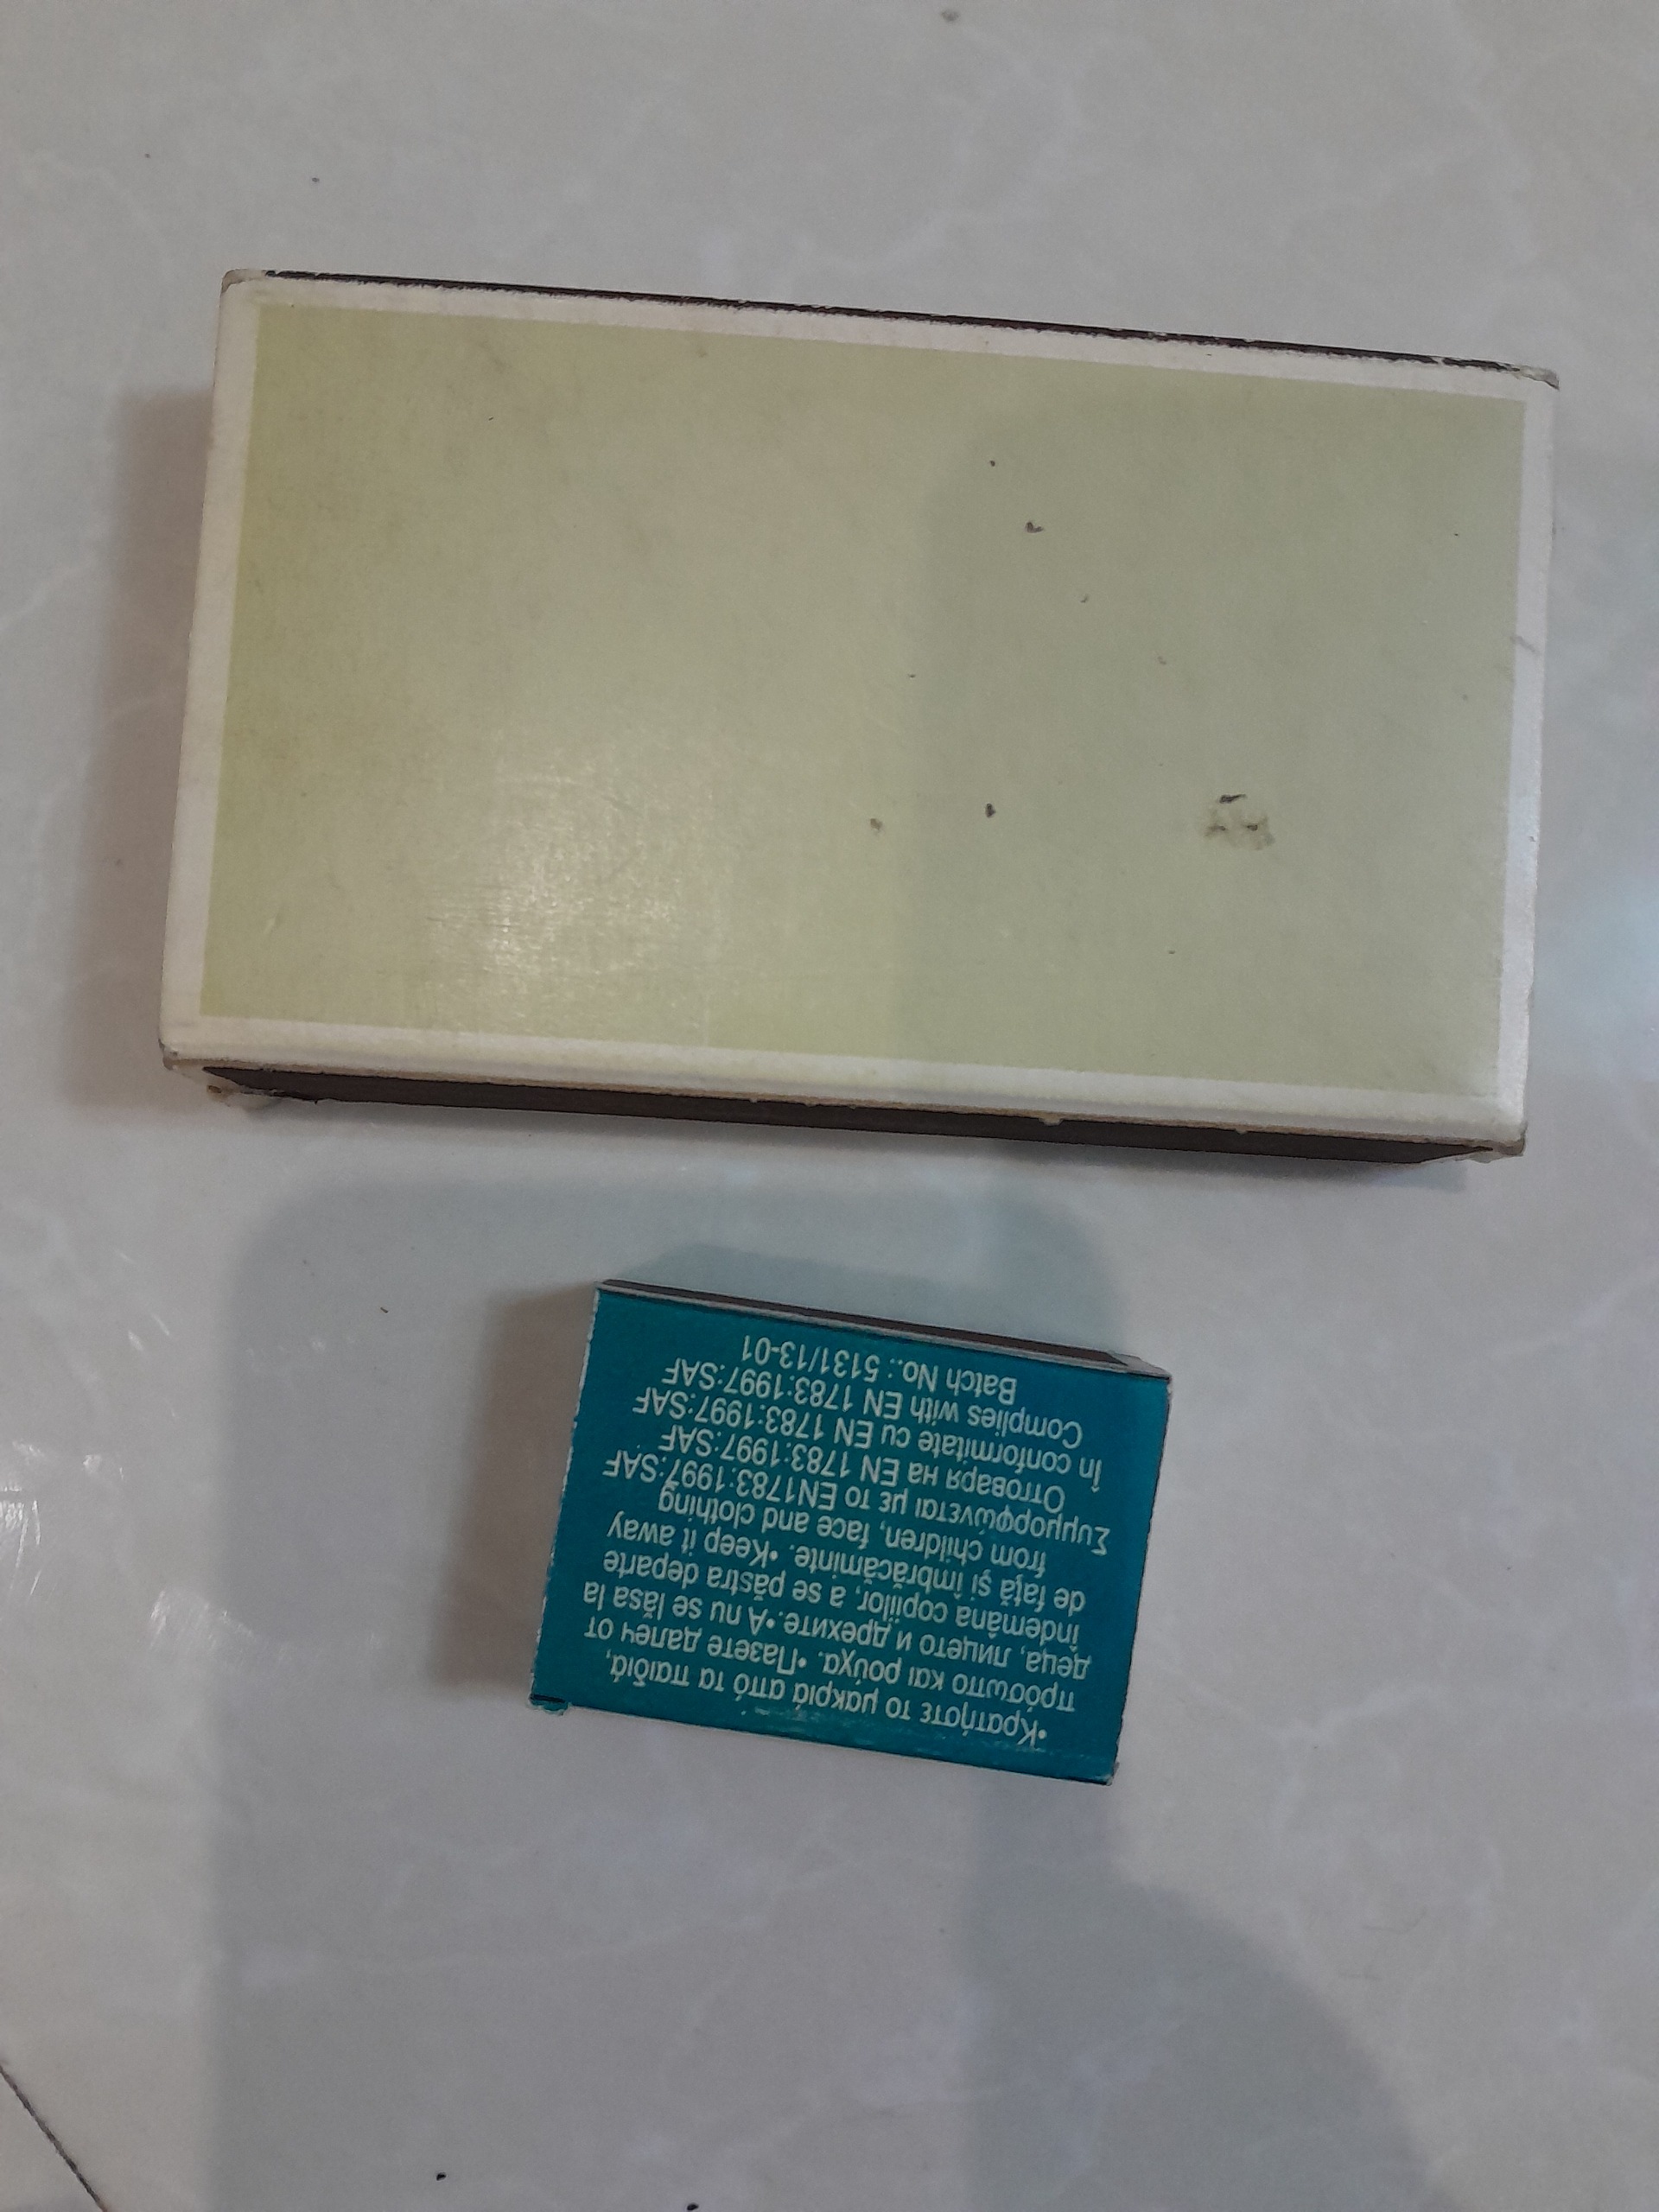 •Κρατήστε το μακριά από τα παιδιά,
πρόσωπο και ρούχα. •Пазете далеч от
деца, лицето и дрехите.•A nu se lăsa la
îndemâna copiilor, a se păstra departe
de faţă şi îmbrăcăminte. •Keep it away
from children, face and clothing
Συμμορφώνεται με το EN1783:1997:SAF
Отговаря на EN 1783:1997:SAF
În conformitate cu EN 1783:1997:SAF
Complies with EN 1783:1997:SAF
Batch No.: 5131/13-01